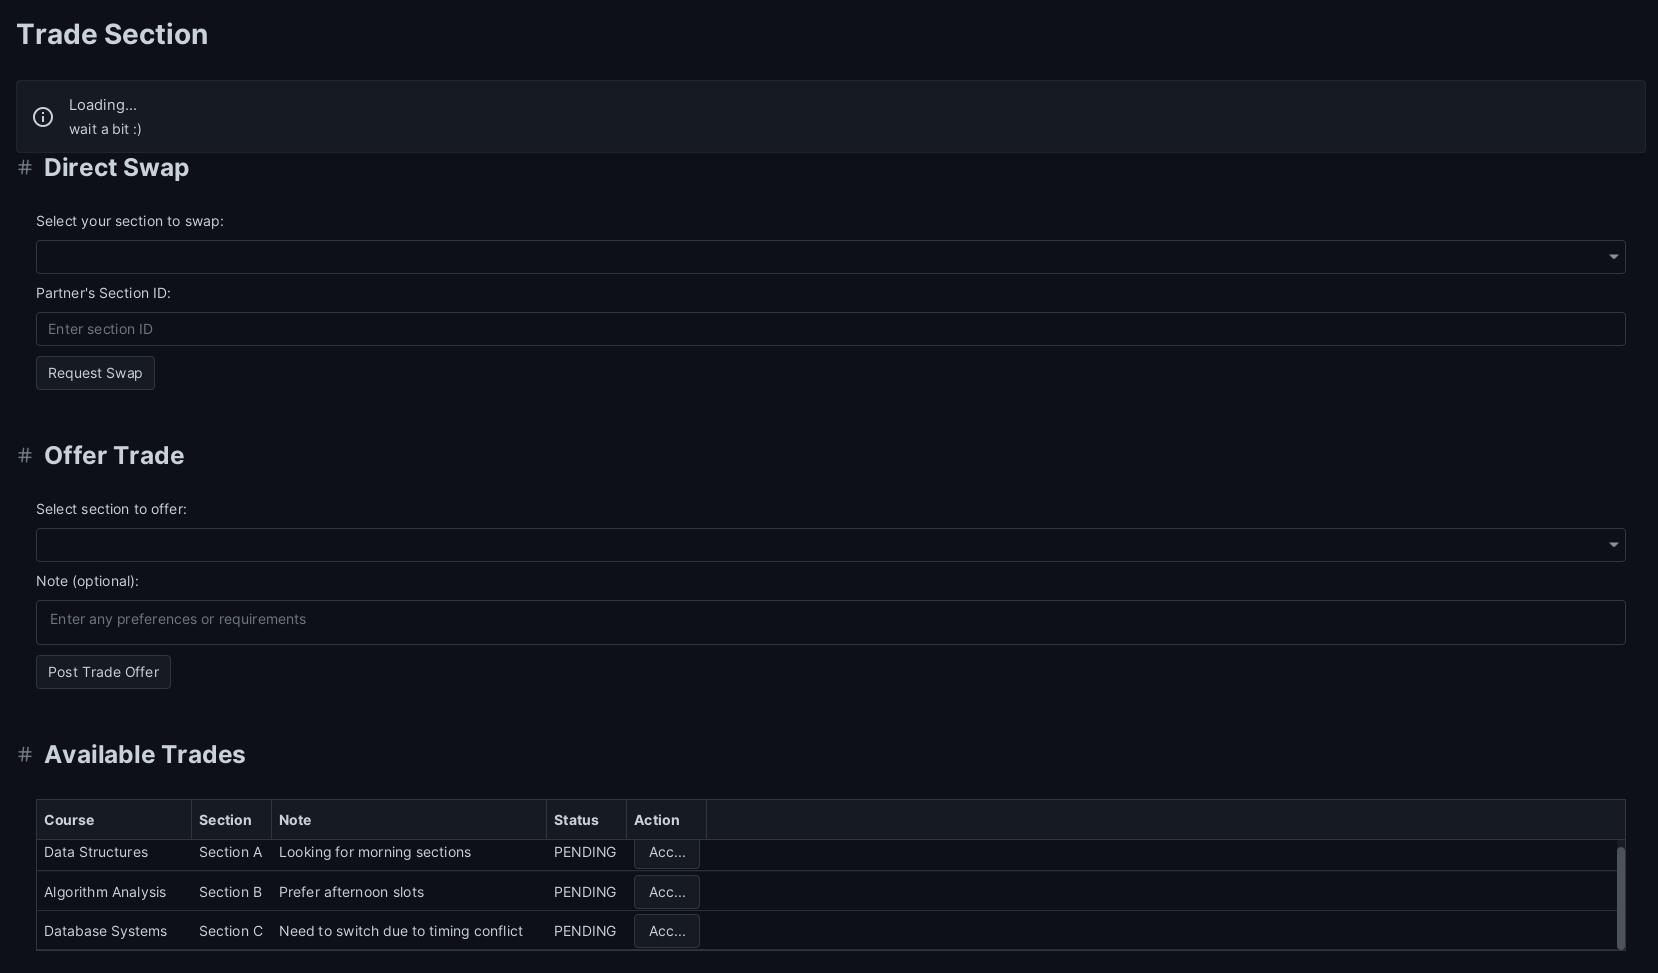 Trade Section
Loading...
wait a bit :)
# Direct Swap
Select your section to swap:
Partner's Section ID:
Enter section ID
Request Swap
# Offer Trade
Select section to offer:
Note (optional):
Enter any preferences or requirements
Post Trade Offer
# Available Trades
Course Section Note Status Action
Data Structures Section A Looking for morning sections PENDING Acc...
Algorithm Analysis Section B Prefer afternoon slots PENDING Acc...
Database Systems Section C Need to switch due to timing conflict PENDING Acc...